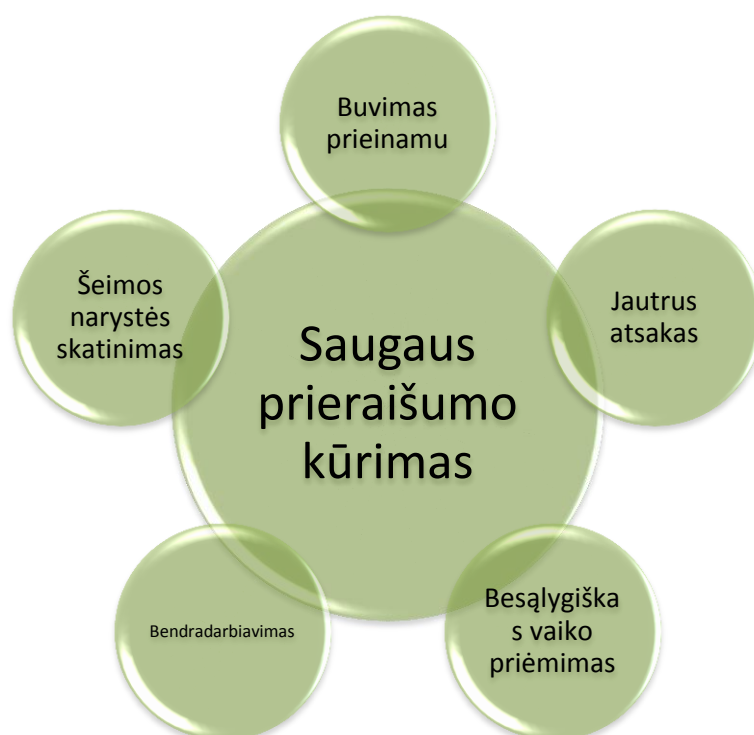 Buvimas
prieinamu
Šeimos
narystės
skatinimas
Jautrus
atsakas
Saugaus
prieraišumo
kūrimas
Bendradarbiavimas
Besąlygiška
s vaiko
priėmimas